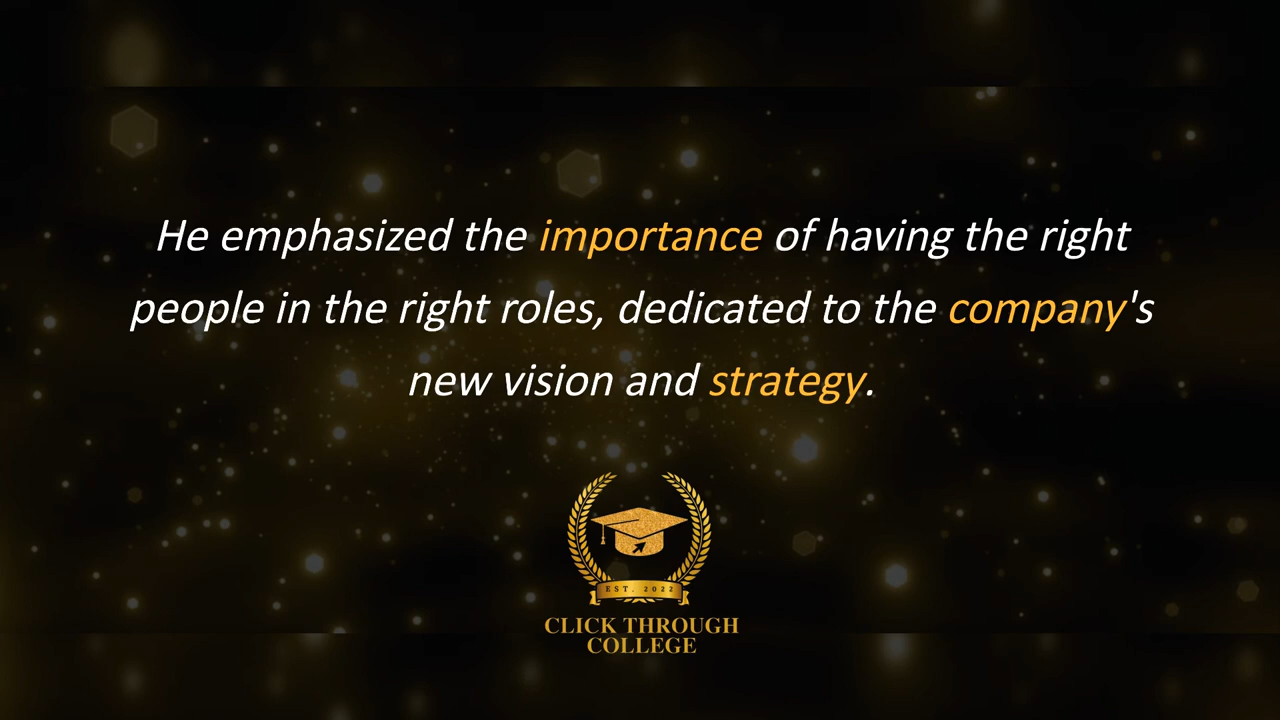 He emphasized the importance of having the right
people in the right roles, dedicated to the company's
new vision and strategy.
EST. 2022
CLICK THROUGH
COLLEGE